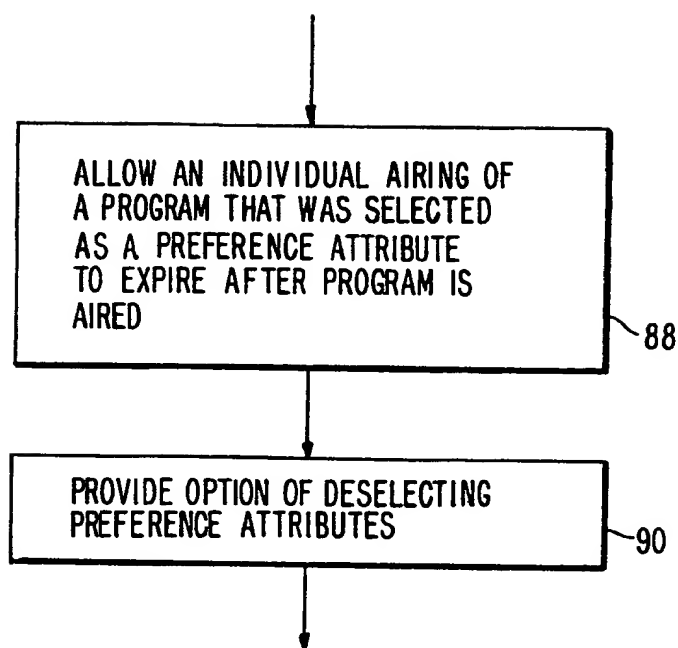 ALLOW AN INDIVIDUAL AIRING OF
A PROGRAM THAT WAS SELECTED
AS A PREFERENCE ATTRIBUTE
TO EXPIRE AFTER PROGRAM IS
AIRED
88
PROVIDE OPTION OF DESELECTING
PREFERENCE ATTRIBUTES
90